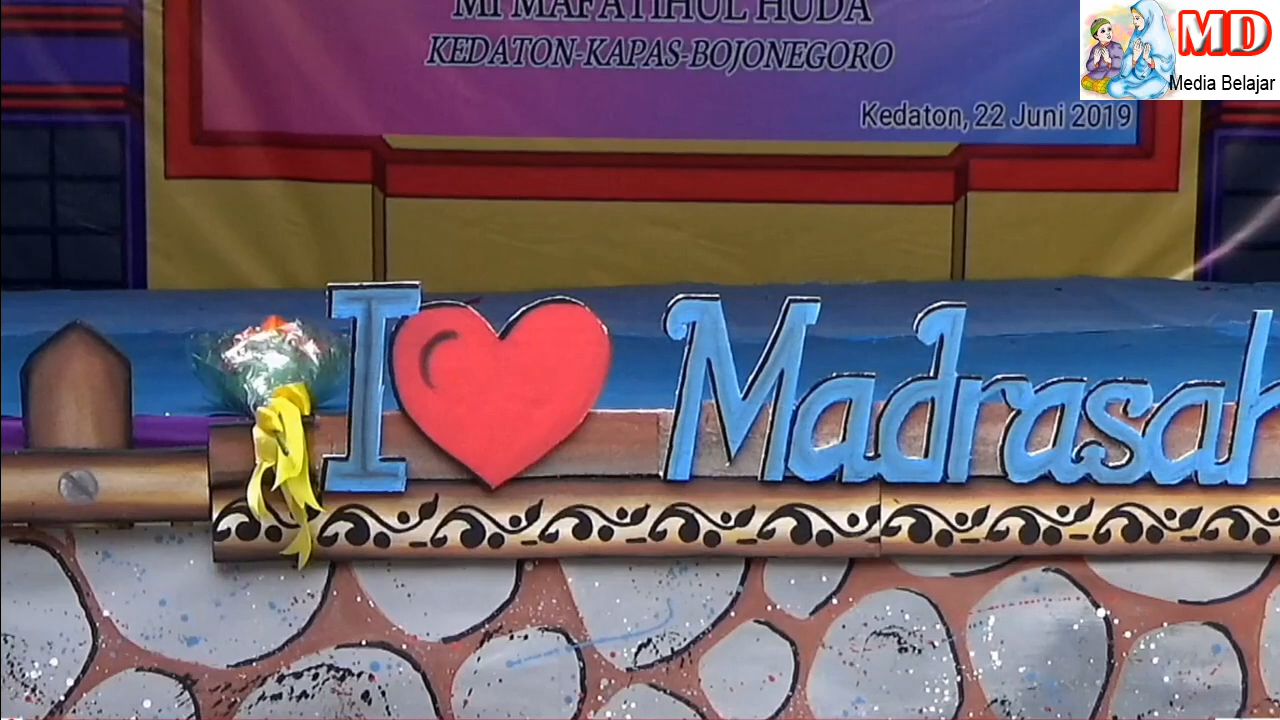 MI MAFATIHUL HUDA
KEDATON-KAPAS-BOJONEGORO
Kedaton, 22 Juni 2019
MD
Media Belajar
I ❤ Madrasah